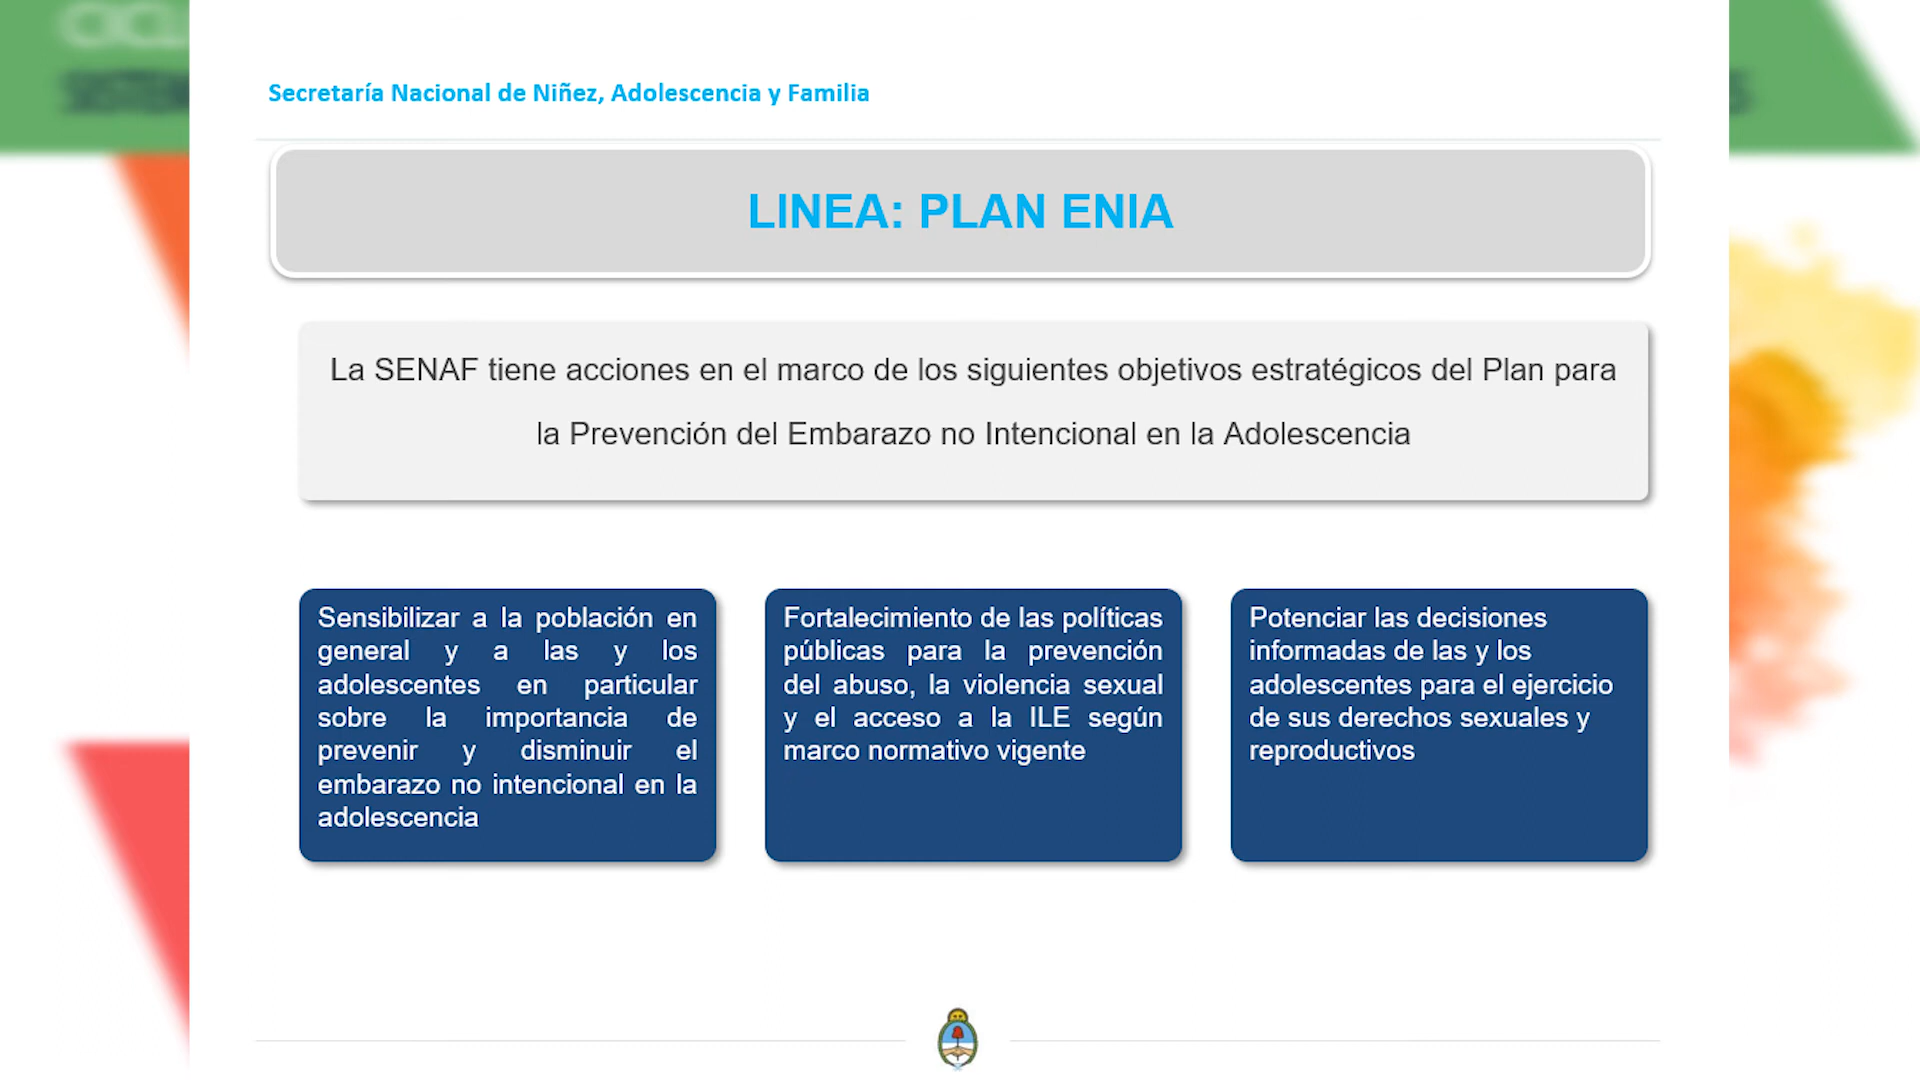 Secretaría Nacional de Niñez, Adolescencia y Familia
LINEA: PLAN ENIA
La SENAF tiene acciones en el marco de los siguientes objetivos estratégicos del Plan para
la Prevención del Embarazo no Intencional en la Adolescencia
Sensibilizar a la población en
general y a las y los
adolescentes en particular
sobre la importancia de
prevenir y disminuir el
embarazo no intencional en la
adolescencia
Fortalecimiento de las políticas
públicas para la prevención
del abuso, la violencia sexual
y el acceso a la ILE según
marco normativo vigente
Potenciar las decisiones
informadas de las y los
adolescentes para el ejercicio
de sus derechos sexuales y
reproductivos